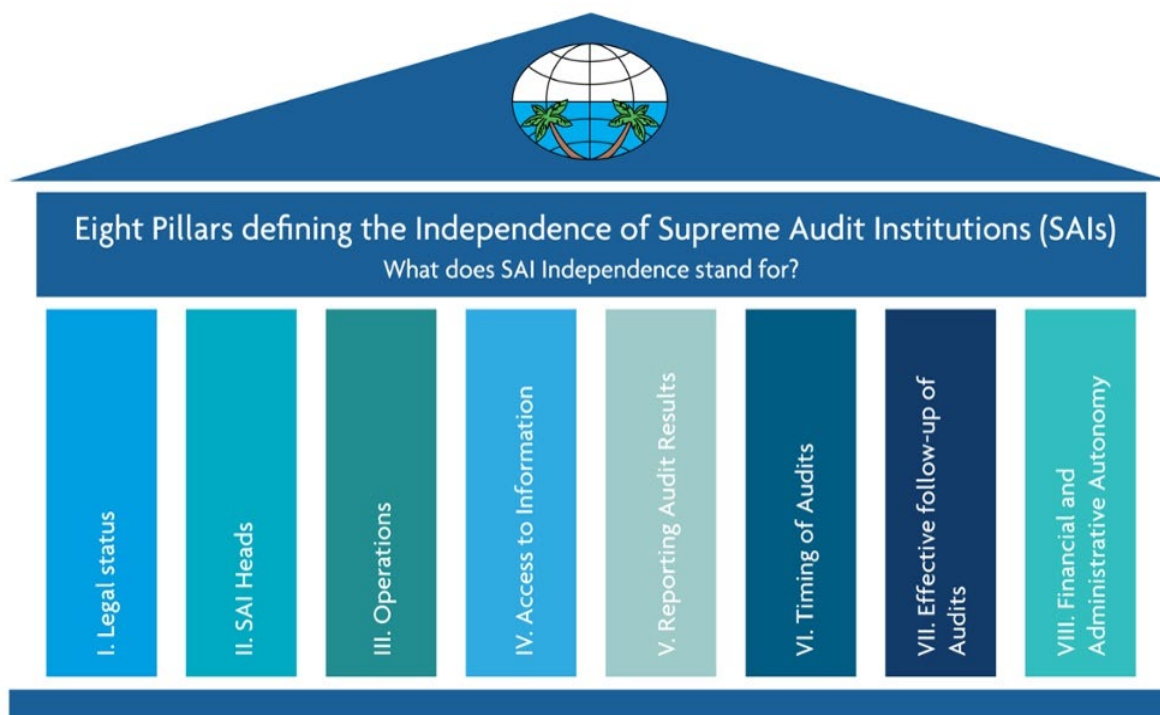 Eight Pillars defining the Independence of Supreme Audit Institutions (SAIs)
What does SAI Independence stand for?
I. Legal status
II. SAI Heads
III. Operations
IV. Access to Information
V. Reporting Audit Results
VI. Timing of Audits
VII. Effective follow-up of
Audits
VIII. Financial and
Administrative Autonomy